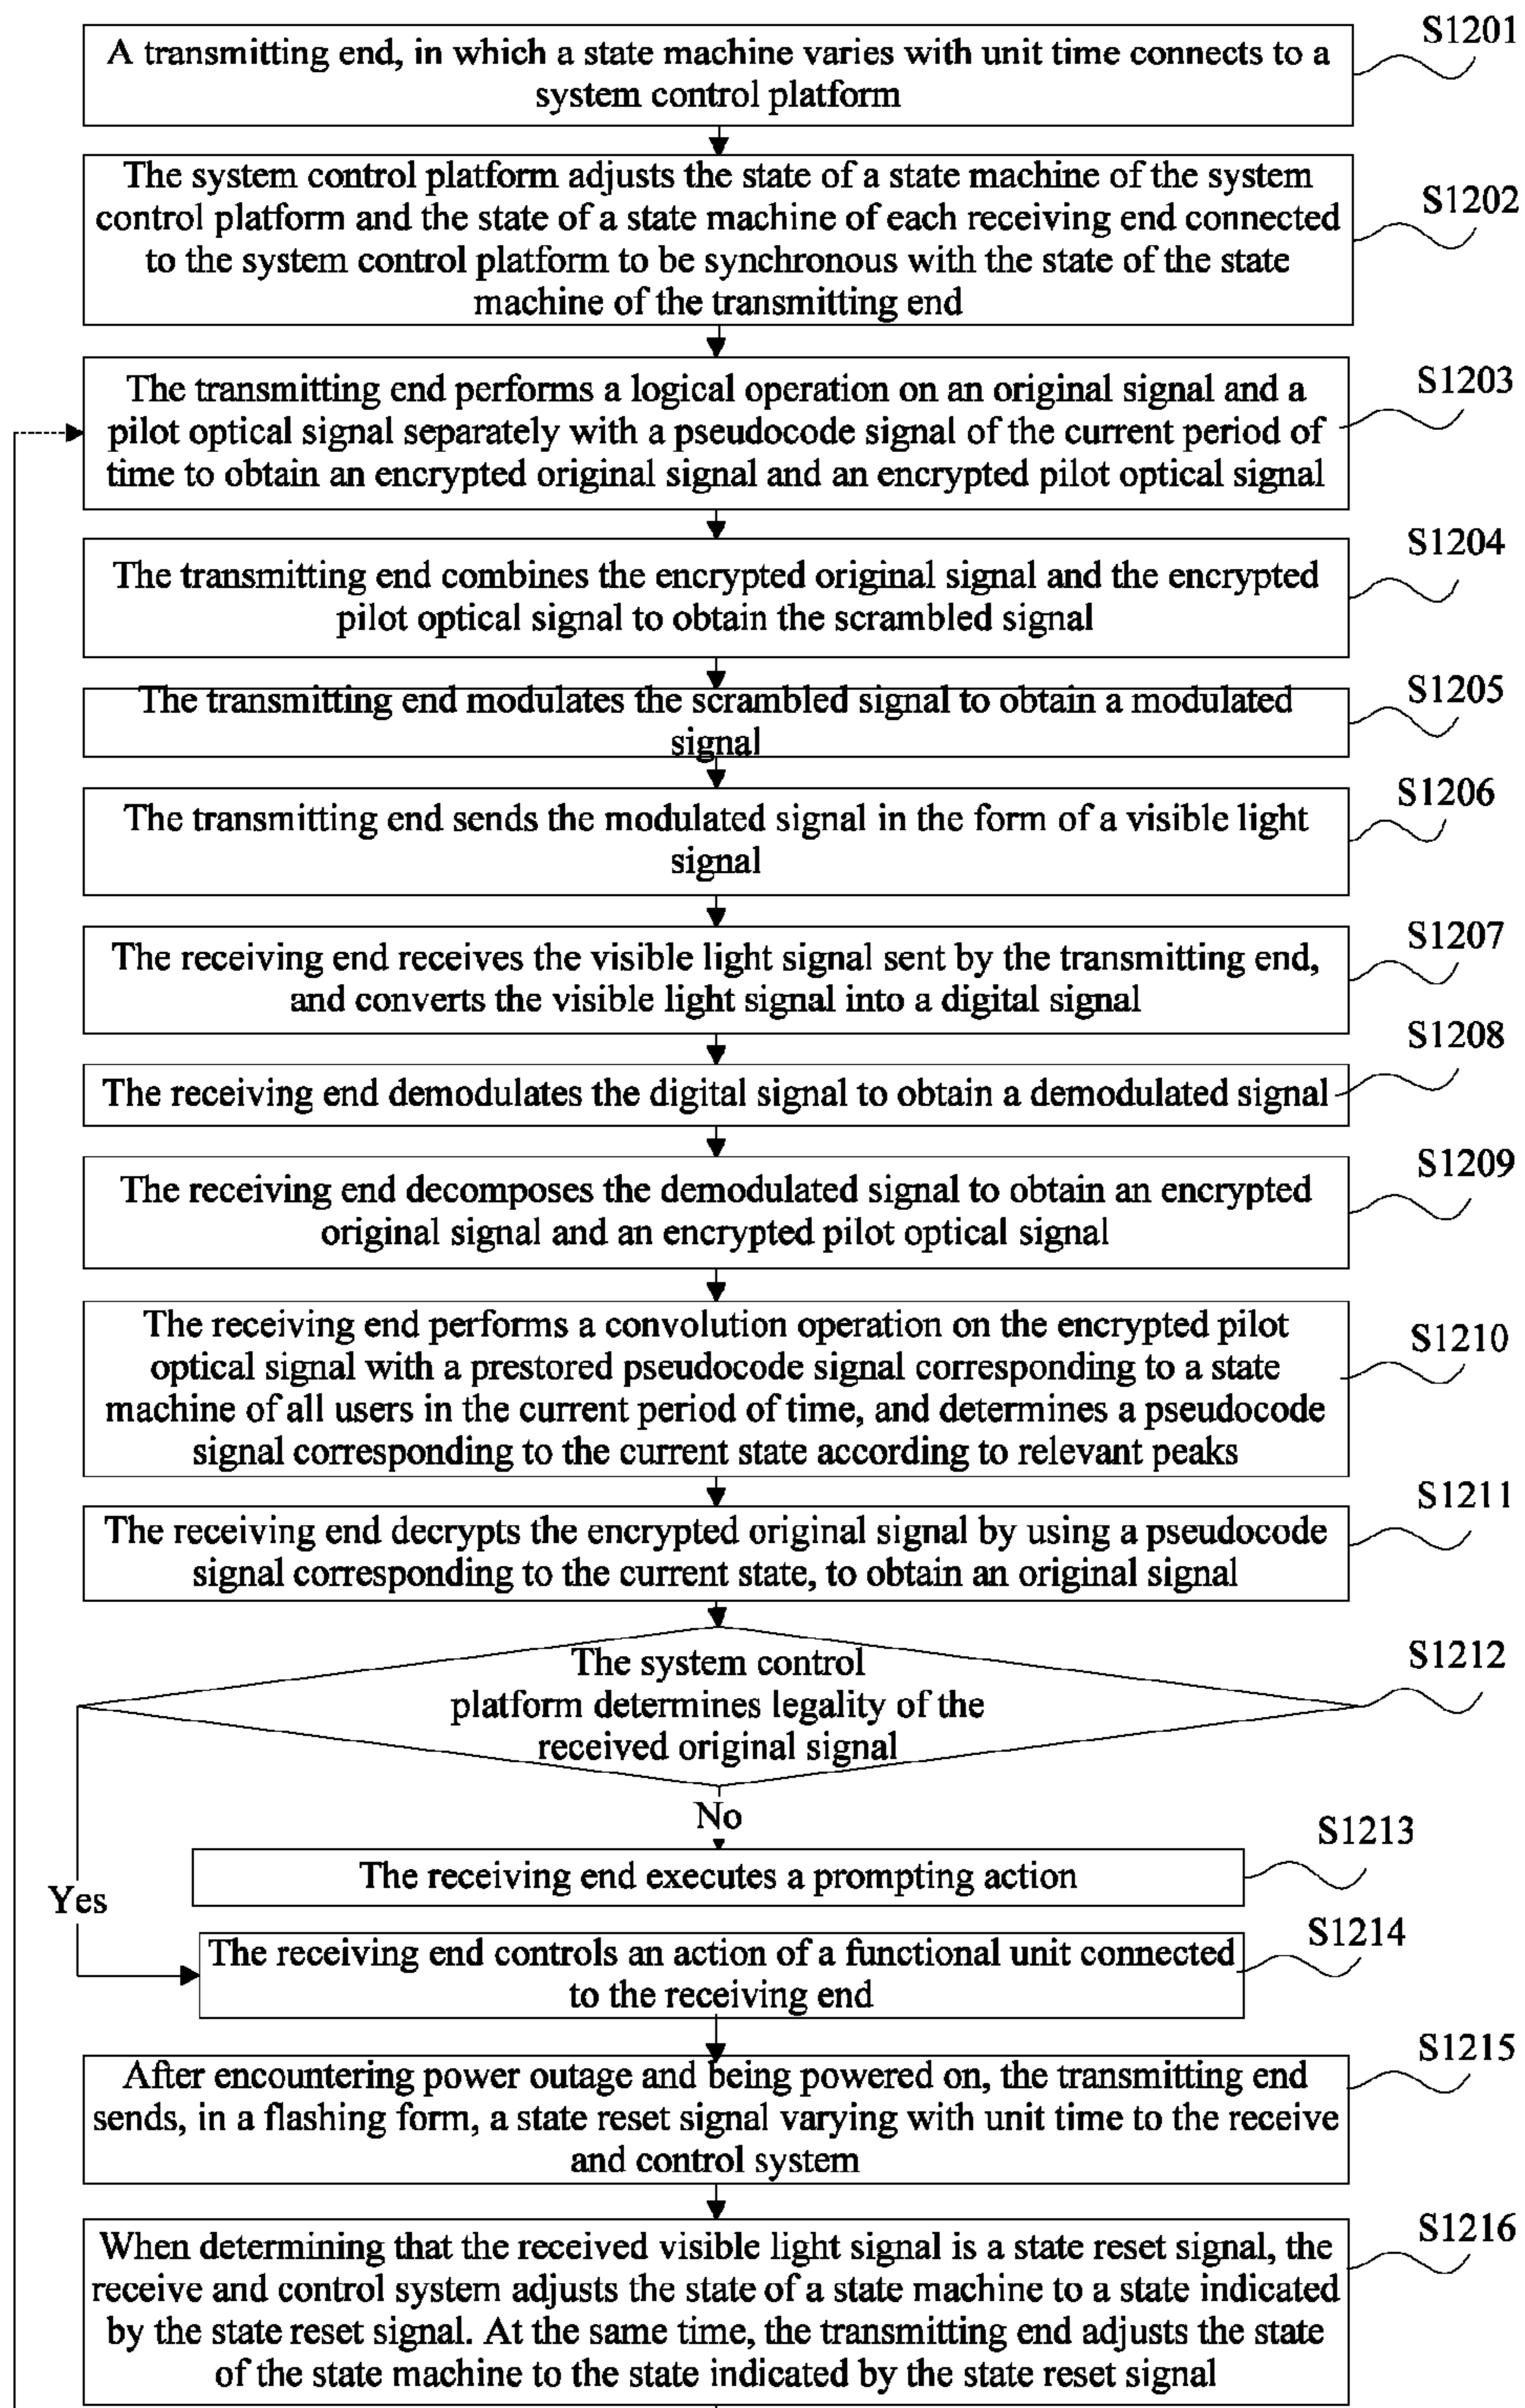 S1201
A transmitting end, in which a state machine varies with unit time connects to a
system control platform
S1202
The system control platform adjusts the state of a state machine of the system
control platform and the state of a state machine of each receiving end connected
to the system control platform to be synchronous with the state of the state
machine of the transmitting end
S1203
The transmitting end performs a logical operation on an original signal and a
pilot optical signal separately with a pseudocode signal of the current period of
time to obtain an encrypted original signal and an encrypted pilot optical signal
S1204
The transmitting end combines the encrypted original signal and the encrypted
pilot optical signal to obtain the scrambled signal
S1205
The transmitting end modulates the scrambled signal to obtain a modulated
signal
S1206
The transmitting end sends the modulated signal in the form of a visible light
signal
S1207
The receiving end receives the visible light signal sent by the transmitting end,
and converts the visible light signal into a digital signal
S1208
The receiving end demodulates the digital signal to obtain a demodulated signal
S1209
The receiving end decomposes the demodulated signal to obtain an encrypted
original signal and an encrypted pilot optical signal
S1210
The receiving end performs a convolution operation on the encrypted pilot
optical signal with a prestored pseudocode signal corresponding to a state
machine of all users in the current period of time, and determines a pseudocode
signal corresponding to the current state according to relevant peaks
S1211
The receiving end decrypts the encrypted original signal by using a pseudocode
signal corresponding to the current state, to obtain an original signal
S1212
The system control
platform determines legality of the
received original signal
No
S1213
The receiving end executes a prompting action
Yes
S1214
The receiving end controls an action of a functional unit connected
to the receiving end
S1215
After encountering power outage and being powered on, the transmitting end
sends, in a flashing form, a state reset signal varying with unit time to the receive
and control system
S1216
When determining that the received visible light signal is a state reset signal, the
receive and control system adjusts the state of a state machine to a state indicated
by the state reset signal. At the same time, the transmitting end adjusts the state
of the state machine to the state indicated by the state reset signal